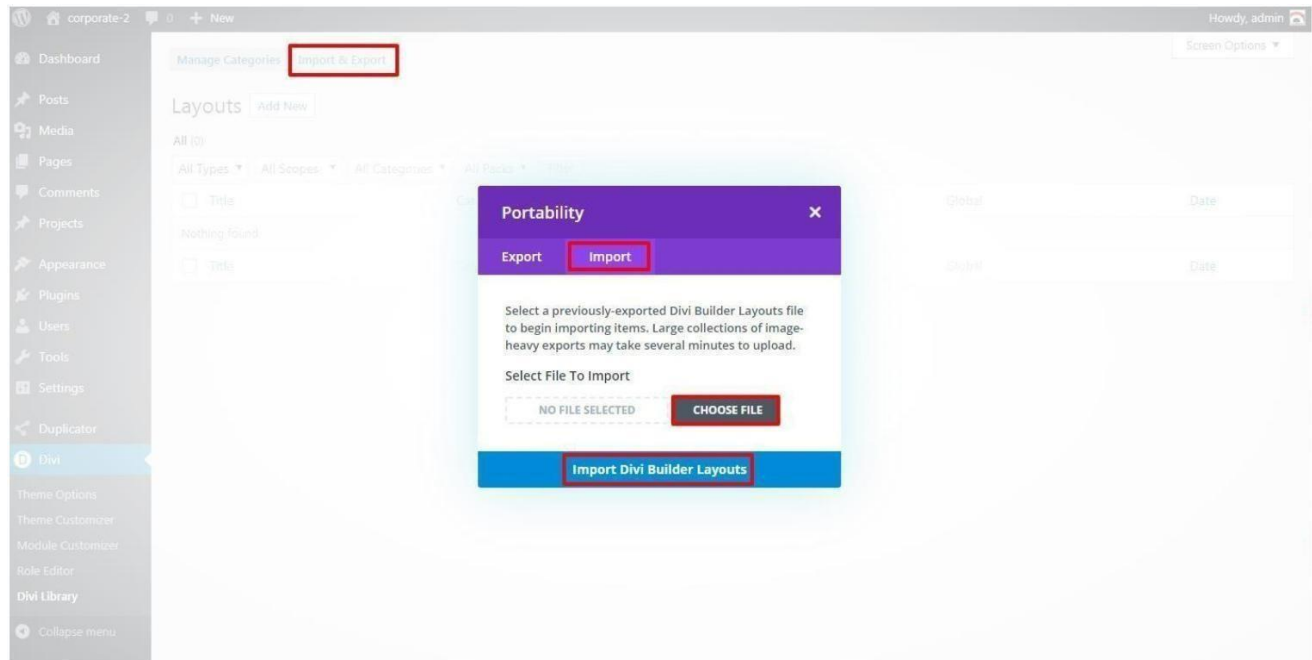 corporate-2 0 + New Howdy, admin
Screen Options
Dashboard
Posts
Media
Pages
Comments
Projects
Appearance
Plugins
Users
Tools
Settings
Duplicator
Divi
Theme Options
Theme Customizer
Module Customizer
Role Editor
Divi Library
Collapse menu
Manage Categories Import & Export
Layouts Add New
All (0)
All Types All Scopes All Categories All Packs Filter
Title Global Date
Nothing found
Title Global Date
Portability
Export Import
Select a previously-exported Divi Builder Layouts file
to begin importing items. Large collections of image-
heavy exports may take several minutes to upload.
Select File To Import
NO FILE SELECTED CHOOSE FILE
Import Divi Builder Layouts